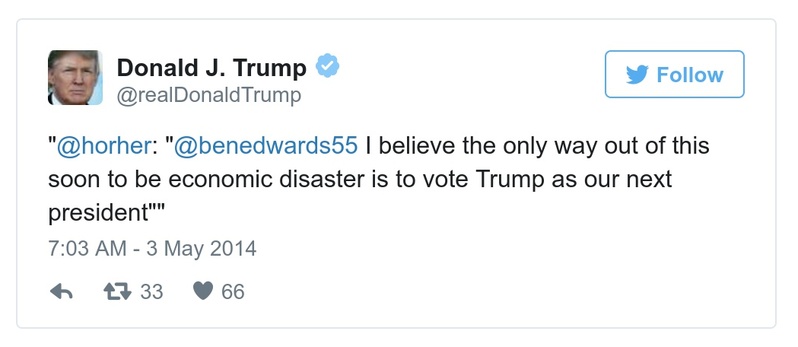 Donald J. Trump
@realDonaldTrump
Follow
"@horher: "@benedwards55 I believe the only way out of this
soon to be economic disaster is to vote Trump as our next
president""
7:03 AM - 3 May 2014
33 66